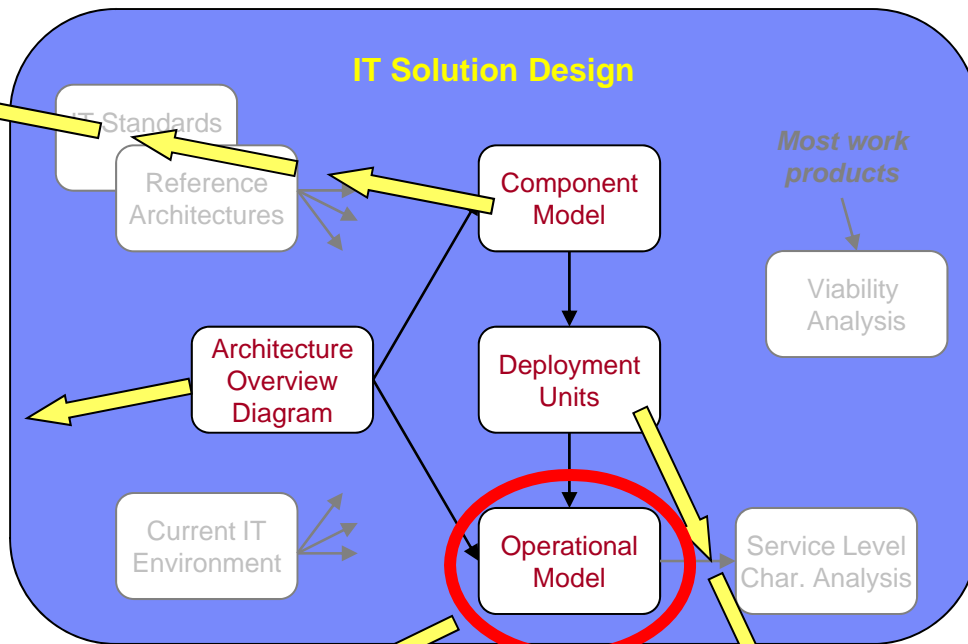 IT Solution Design
IT Standards
Reference
Architectures
Component
Model
Most work
products
Viability
Analysis
Architecture
Overview
Diagram
Deployment
Units
Current IT
Environment
Operational
Model
Service Level
Char. Analysis